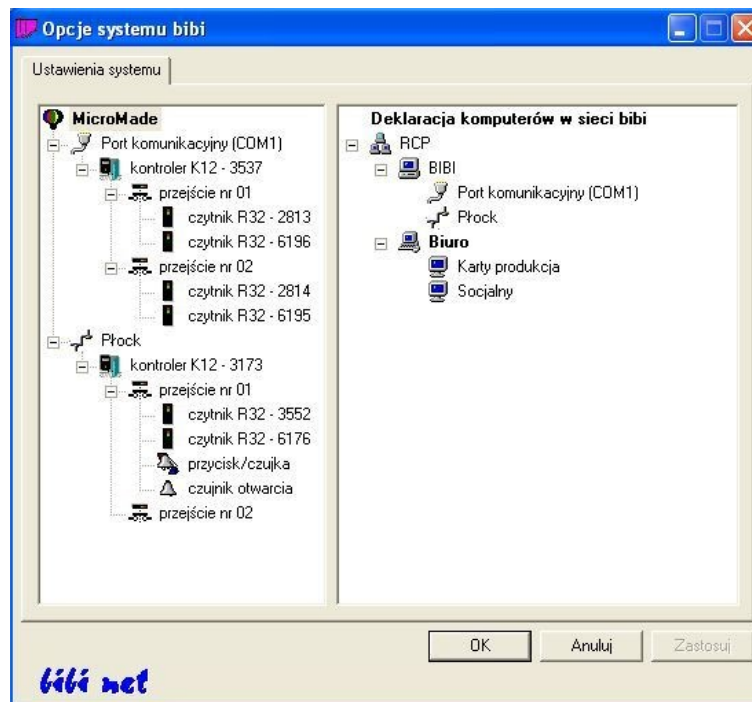 Opcje systemu bibi
Ustawienia systemu
MicroMade
Port komunikacyjny (COM1)
kontroler K12 - 3537
przejście nr 01
czytnik R32 - 2813
czytnik R32 - 6196
przejście nr 02
czytnik R32 - 2814
czytnik R32 - 6195
Płock
kontroler K12 - 3173
przejście nr 01
czytnik R32 - 3552
czytnik R32 - 6176
przycisk/czujka
czujnik otwarcia
przejście nr 02
Deklaracja komputerów w sieci bibi
RCP
BIBI
Port komunikacyjny (COM1)
Płock
Biuro
Karty produkcja
Socjalny
OK Anuluj Zastosuj
bibi net